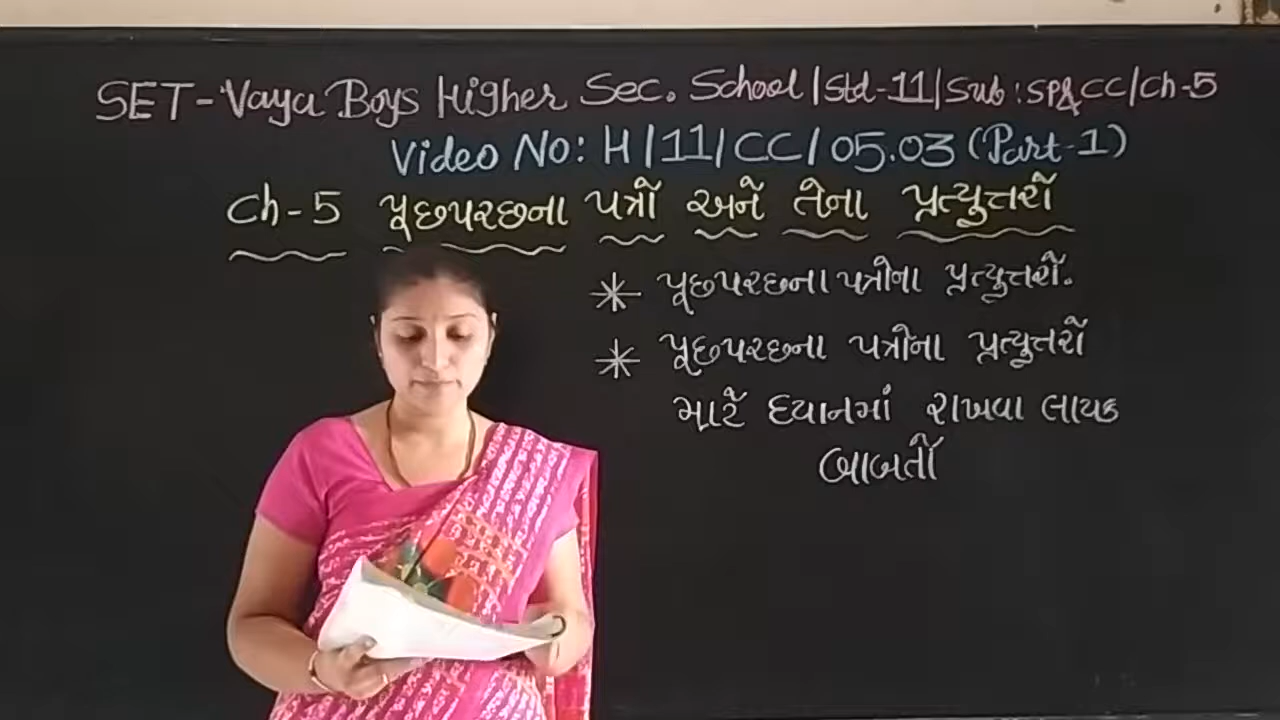 SET-Vaya Boys Higher Sec. School | Std-11 | Sub: SP&CC/Ch-5
Video No: H/11/CC/05.03 (Part-1)
Ch-5 પૂછપરછના પત્રો અને તેના પ્રત્યુત્તરો
* પૂછપરછના પત્રોના પ્રત્યુત્તરો.
* પૂછપરછના પત્રોના પ્રત્યુત્તરો
માટે ધ્યાનમાં રાખવા લાયક
બાબતો